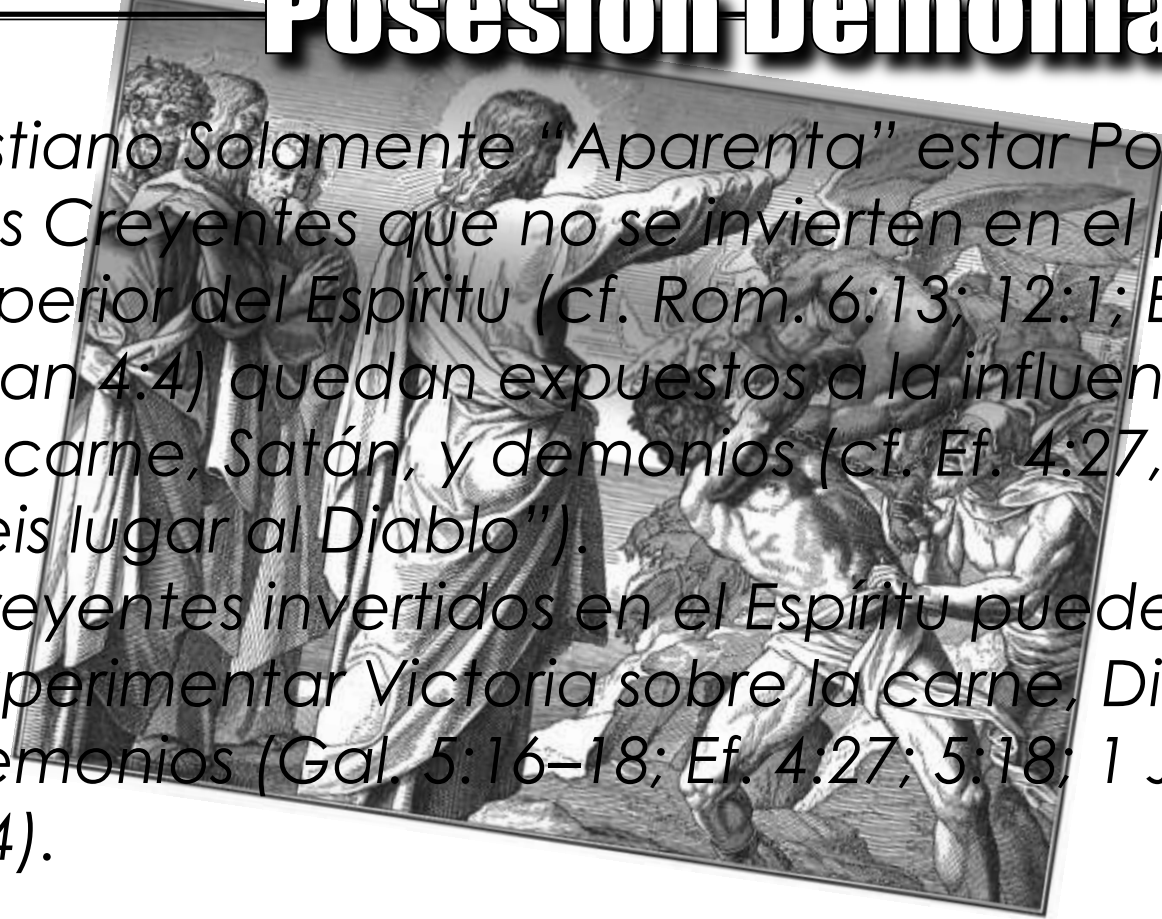 Posesión Demonía
stiano Solamente “Aparenta” estar Po
s Creyentes que no se invierten en el p
perior del Espíritu (cf. Rom. 6:13; 12:1; E
an 4:4) quedan expuestos a la influen
carne, Satán, y demonios (cf. Ef. 4:27,
eis lugar al Diablo”).
reyentes invertidos en el Espíritu puede
perimentar Victoria sobre la carne, Di
emonios (Gal. 5:16–18; Ef. 4:27; 5:18; 1 J
4).